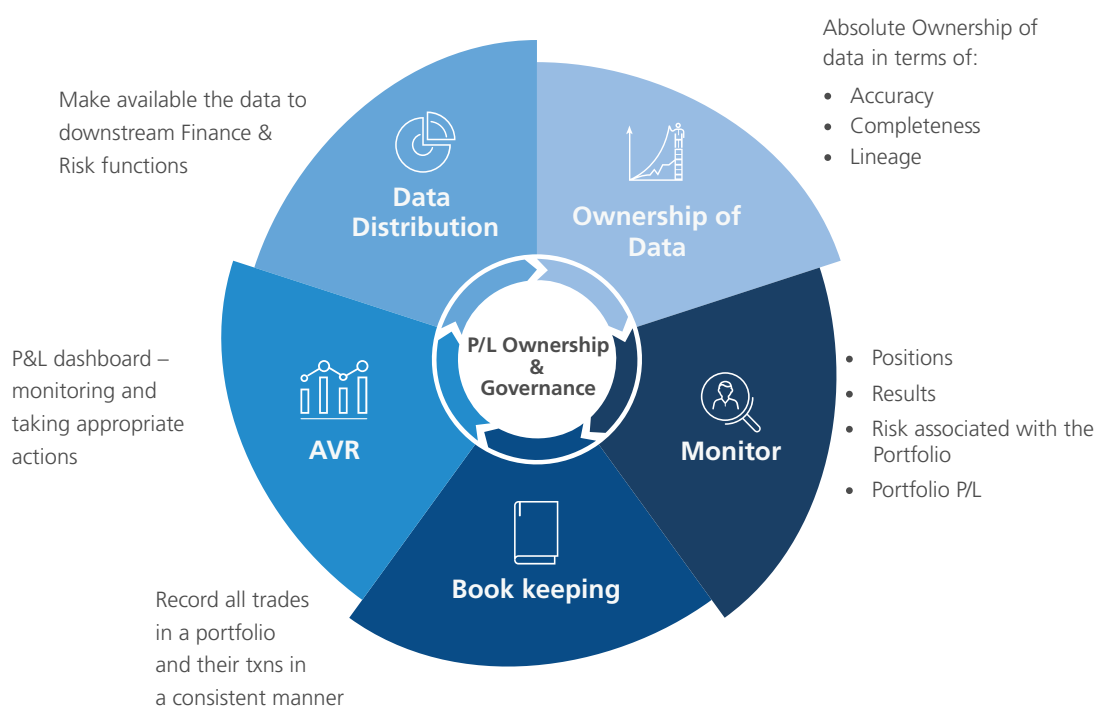 Absolute Ownership of
data in terms of:
• Accuracy
• Completeness
• Lineage
Make available the data to
downstream Finance &
Risk functions
Data
Distribution
Ownership of
Data
P/L Ownership
&
Governance
P&L dashboard –
monitoring and
taking appropriate
actions
AVR
Monitor
• Positions
• Results
• Risk associated with the
Portfolio
• Portfolio P/L
Book keeping
Record all trades
in a portfolio
and their txns in
a consistent manner